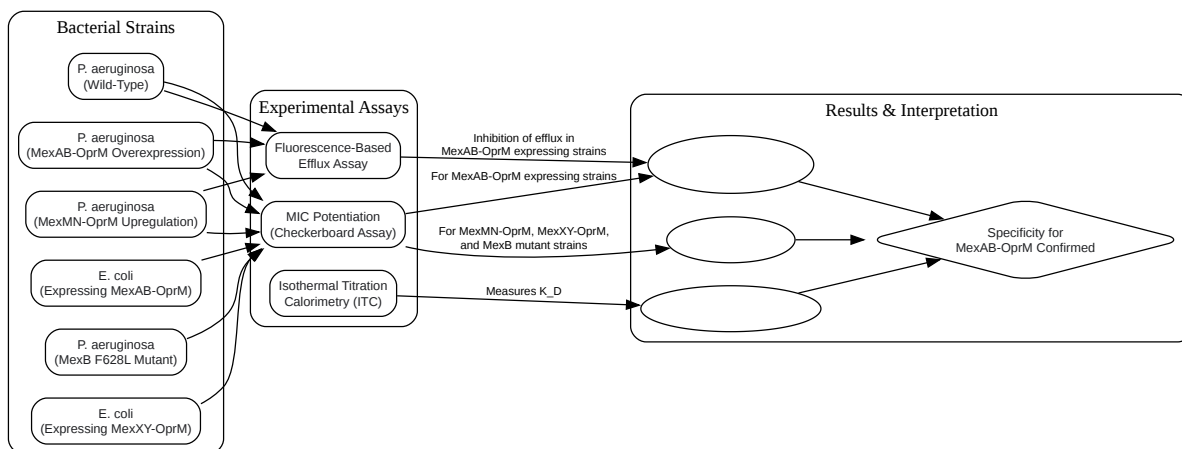 Bacterial Strains
P. aeruginosa
(Wild-Type)
P. aeruginosa
(MexAB-OprM Overexpression)
P. aeruginosa
(MexMN-OprM Upregulation)
E. coli
(Expressing MexAB-OprM)
P. aeruginosa
(MexB F628L Mutant)
E. coli
(Expressing MexXY-OprM)
Experimental Assays
Fluorescence-Based
Efflux Assay
MIC Potentiation
(Checkerboard Assay)
Isothermal Titration
Calorimetry (ITC)
Inhibition of efflux in
MexAB-OprM expressing strains
For MexAB-OprM expressing strains
For MexMN-OprM, MexXY-OprM,
and MexB mutant strains
Measures K_D
Results & Interpretation
Specificity for
MexAB-OprM Confirmed